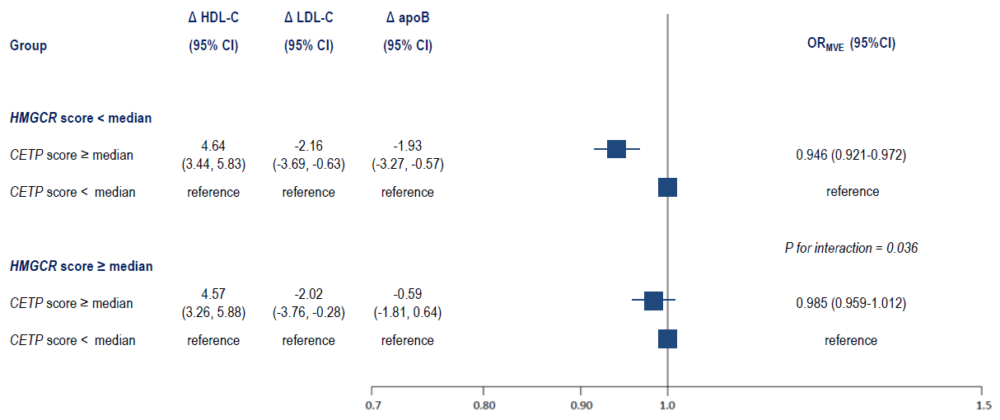 Δ HDL-C Δ LDL-C Δ apoB
Group (95% CI) (95% CI) (95% CI) ORMVE (95%CI)
HMGCR score < median
CETP score ≥ median 4.64 -2.16 -1.93 0.946 (0.921-0.972)
(3.44, 5.83) (-3.69, -0.63) (-3.27, -0.57)
CETP score < median reference reference reference reference
P for interaction = 0.036
HMGCR score ≥ median
CETP score ≥ median 4.57 -2.02 -0.59 0.985 (0.959-1.012)
(3.26, 5.88) (-3.76, -0.28) (-1.81, 0.64)
CETP score < median reference reference reference reference
0.7 0.80 0.90 1.0 1.5